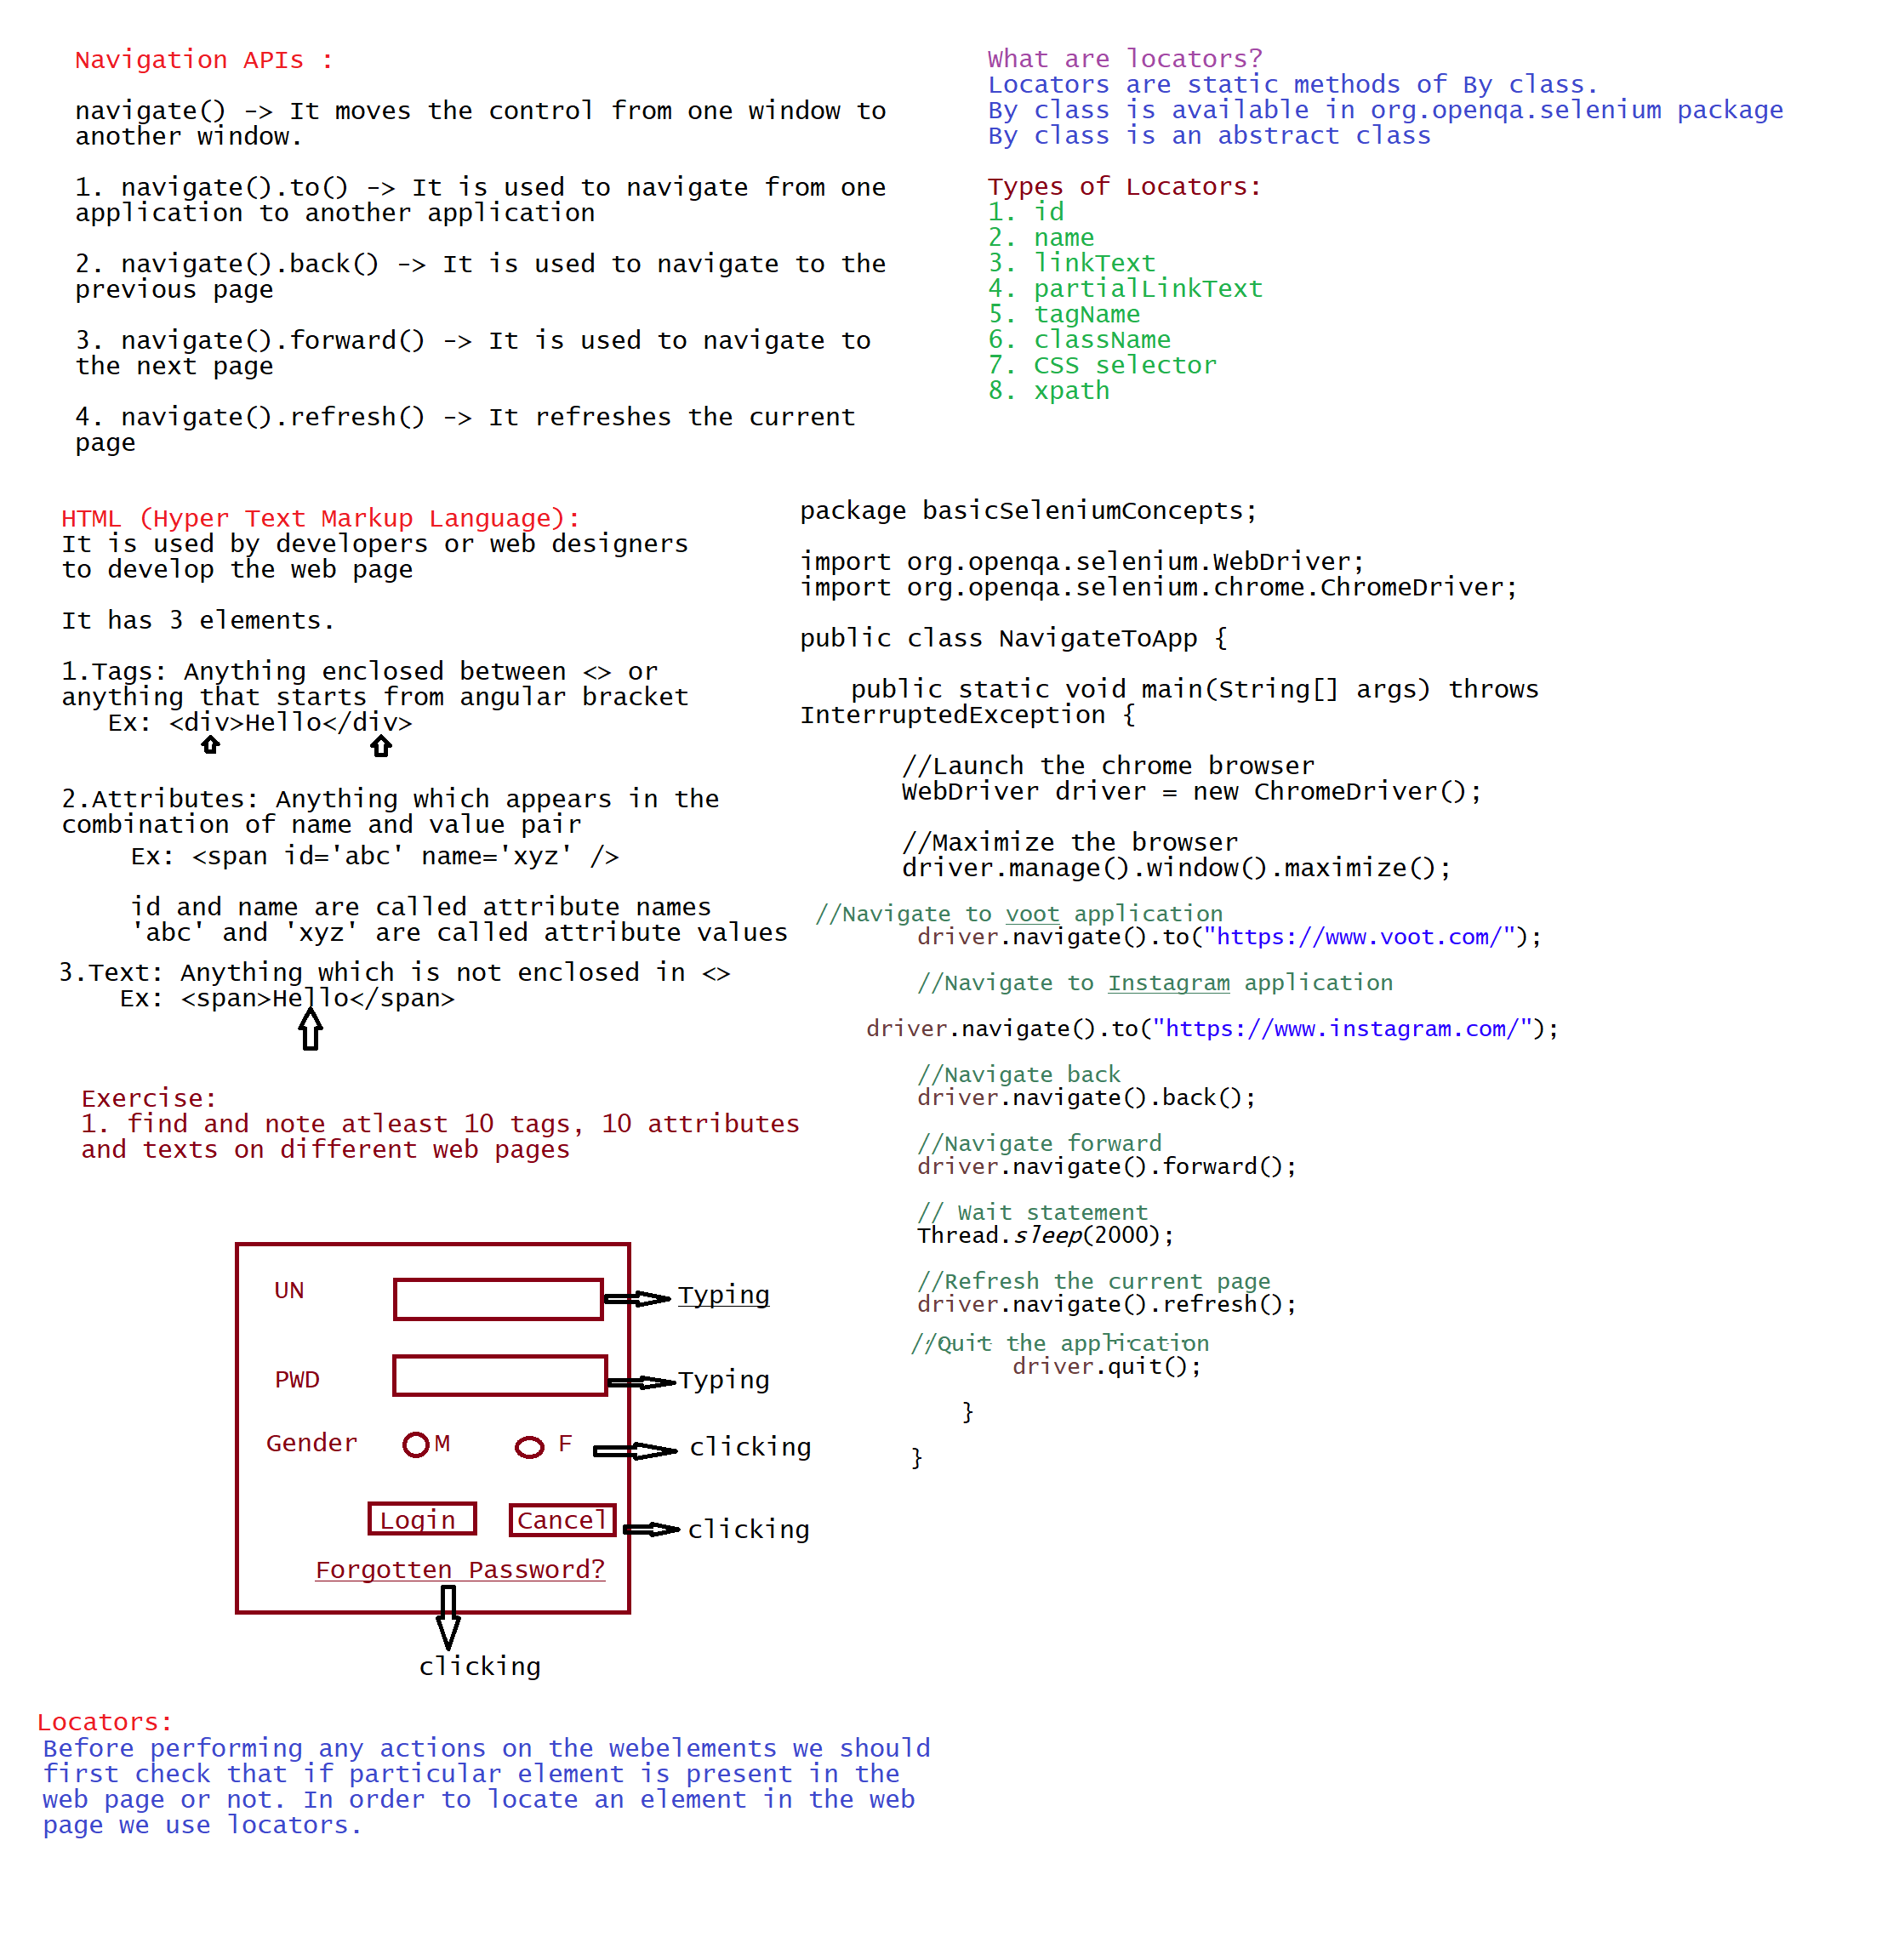 Navigation APIs :
navigate() -> It moves the control from one window to
another window.
1. navigate().to() -> It is used to navigate from one
application to another application
2. navigate().back() -> It is used to navigate to the
previous page
3. navigate().forward() -> It is used to navigate to
the next page
4. navigate().refresh() -> It refreshes the current
page
What are locators?
Locators are static methods of By class.
By class is available in org.openqa.selenium package
By class is an abstract class
Types of Locators:
1. id
2. name
3. linkText
4. partialLinkText
5. tagName
6. className
7. CSS selector
8. xpath
HTML (Hyper Text Markup Language):
It is used by developers or web designers
to develop the web page
It has 3 elements.
1.Tags: Anything enclosed between <> or
anything that starts from angular bracket
Ex: <div>Hello</div>
2.Attributes: Anything which appears in the
combination of name and value pair
Ex: <span id='abc' name='xyz' />
id and name are called attribute names
'abc' and 'xyz' are called attribute values
3.Text: Anything which is not enclosed in <>
Ex: <span>Hello</span>
Exercise:
1. find and note atleast 10 tags, 10 attributes
and texts on different web pages
package basicSeleniumConcepts;
import org.openqa.selenium.WebDriver;
import org.openqa.selenium.chrome.ChromeDriver;
public class NavigateToApp {
public static void main(String[] args) throws
InterruptedException {
//Launch the chrome browser
WebDriver driver = new ChromeDriver();
//Maximize the browser
driver.manage().window().maximize();
//Navigate to voot application
driver.navigate().to("https://www.voot.com/");
//Navigate to Instagram application
driver.navigate().to("https://www.instagram.com/");
//Navigate back
driver.navigate().back();
//Navigate forward
driver.navigate().forward();
// Wait statement
Thread.sleep(2000);
//Refresh the current page
driver.navigate().refresh();
//Quit the application
driver.quit();
}
}
UN
Typing
PWD
Typing
Gender M F
clicking
Login Cancel
clicking
Forgotten Password?
clicking
Locators:
Before performing any actions on the webelements we should
first check that if particular element is present in the
web page or not. In order to locate an element in the web
page we use locators.